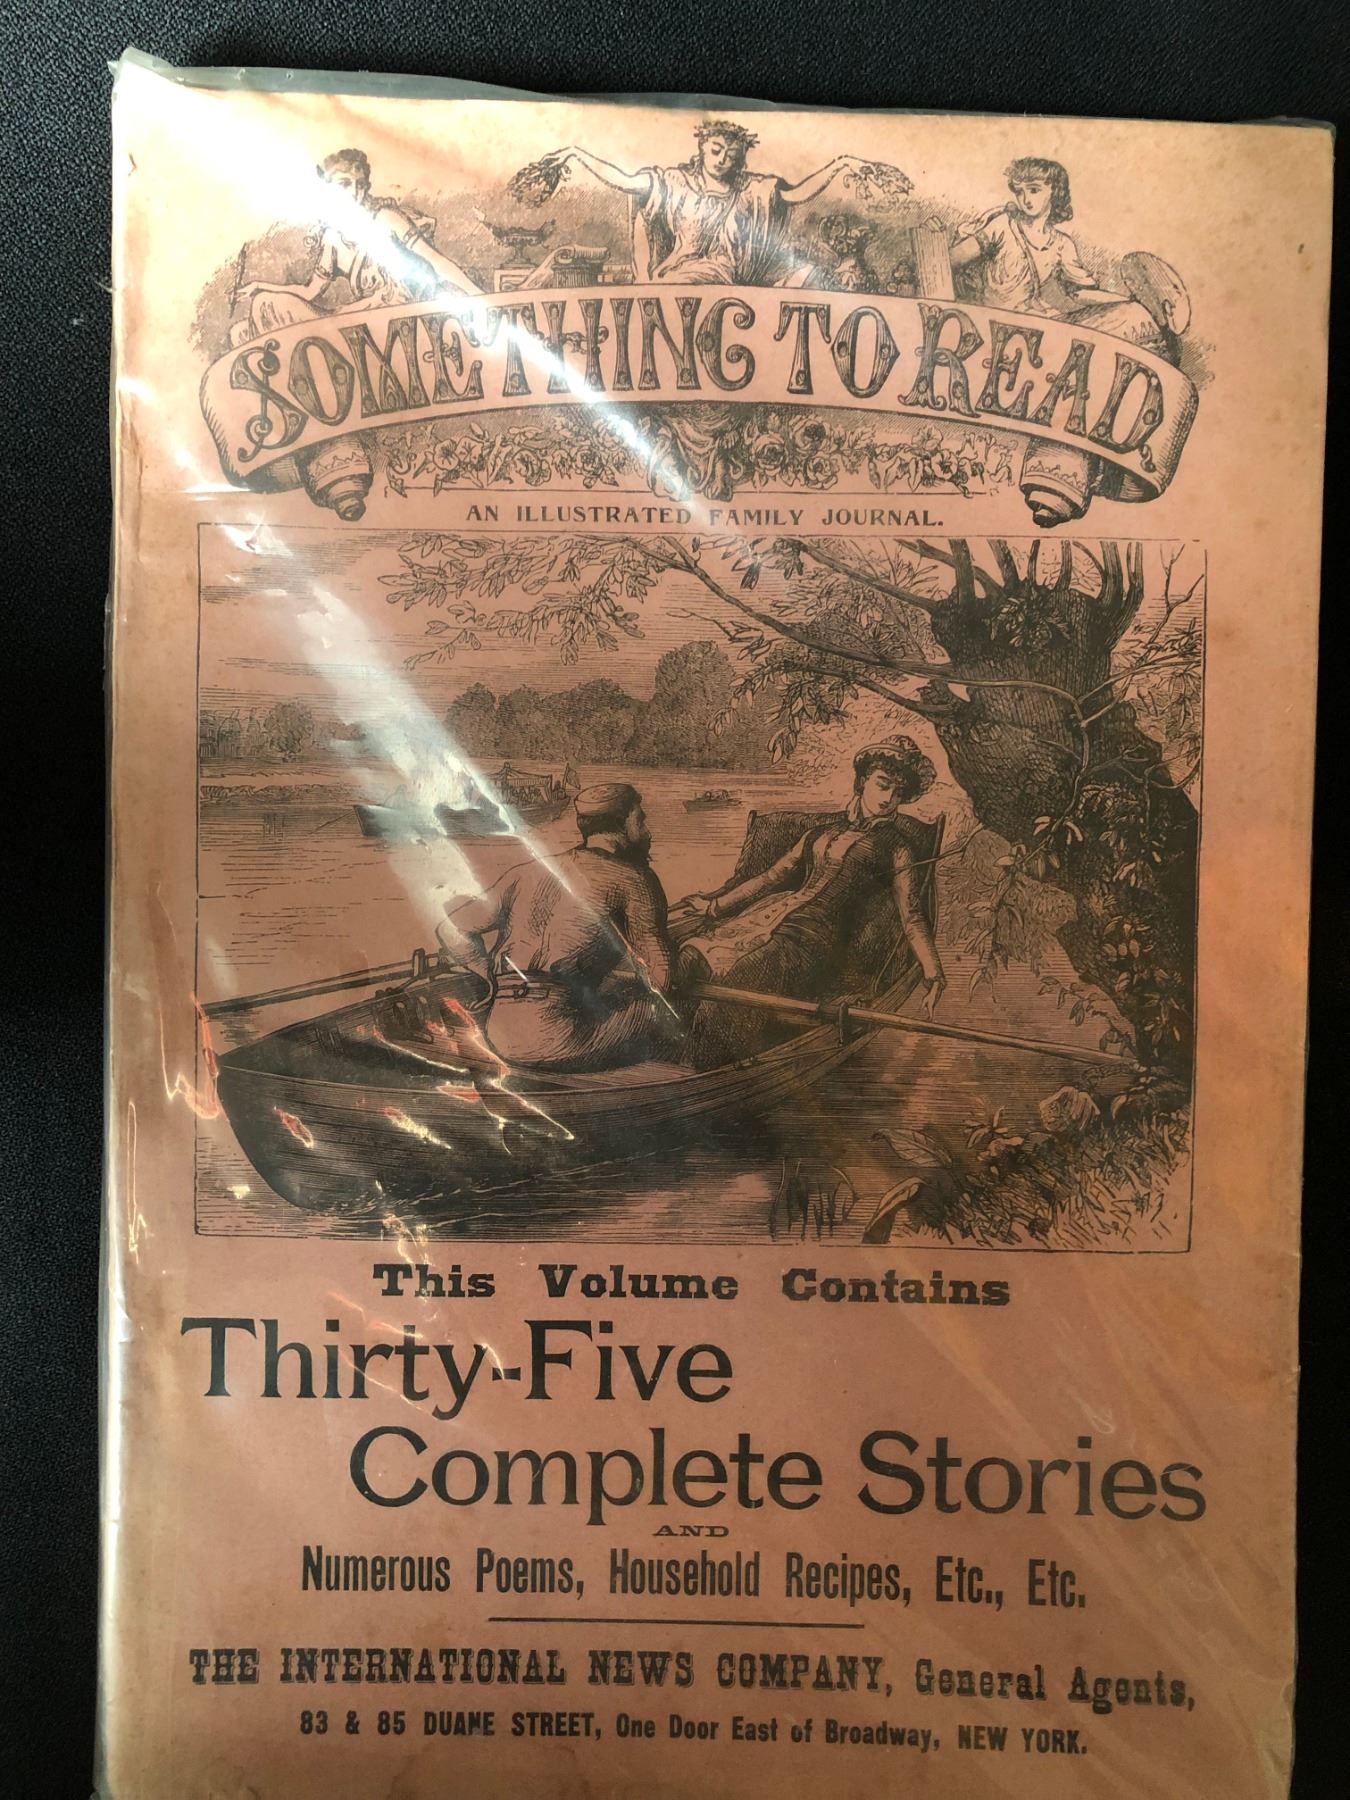 SOMETHING TO READ.
AN ILLUSTRATED FAMILY JOURNAL.
This Volume Contains
Thirty-Five
Complete Stories
AND
Numerous Poems, Household Recipes, Etc., Etc.
THE INTERNATIONAL NEWS COMPANY, General Agents,
83 & 85 DUANE STREET, One Door East of Broadway, NEW YORK.